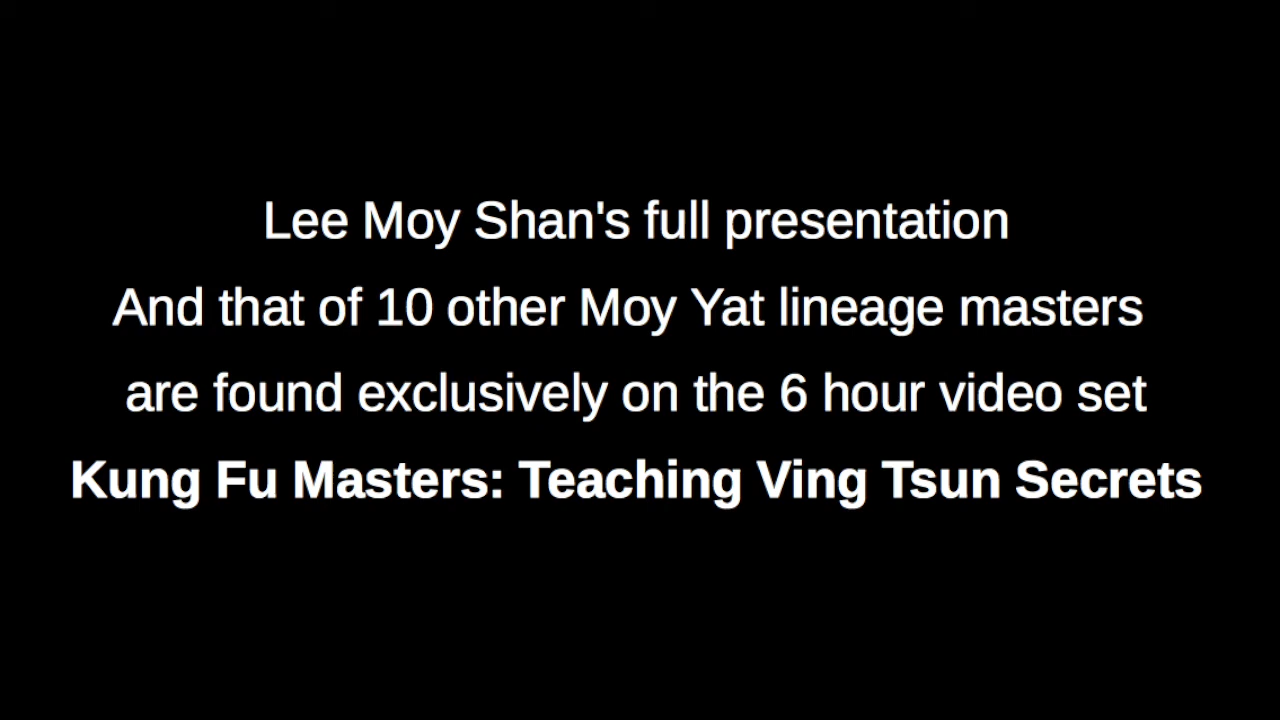 Lee Moy Shan's full presentation
And that of 10 other Moy Yat lineage masters
are found exclusively on the 6 hour video set
Kung Fu Masters: Teaching Ving Tsun Secrets